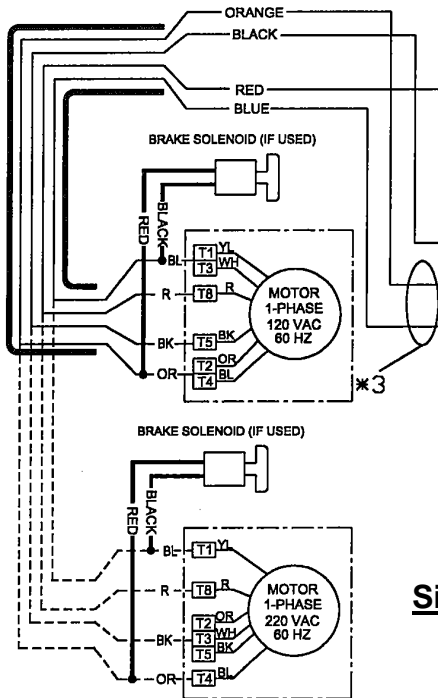 ORANGE
BLACK
RED
BLUE
BRAKE SOLENOID (IF USED)
RED
BLACK
BL T1 YL
T3 WH
R T8 R
BK T5 BK
T2 OR
OR T4 BL
MOTOR
1-PHASE
120 VAC
60 HZ
*3
BRAKE SOLENOID (IF USED)
RED
BLACK
Bl T1 YL
R T8 R
T2 OR
BK T3 WH
T5 BK
OR T4 BL
MOTOR
1-PHASE
220 VAC
60 HZ
Si